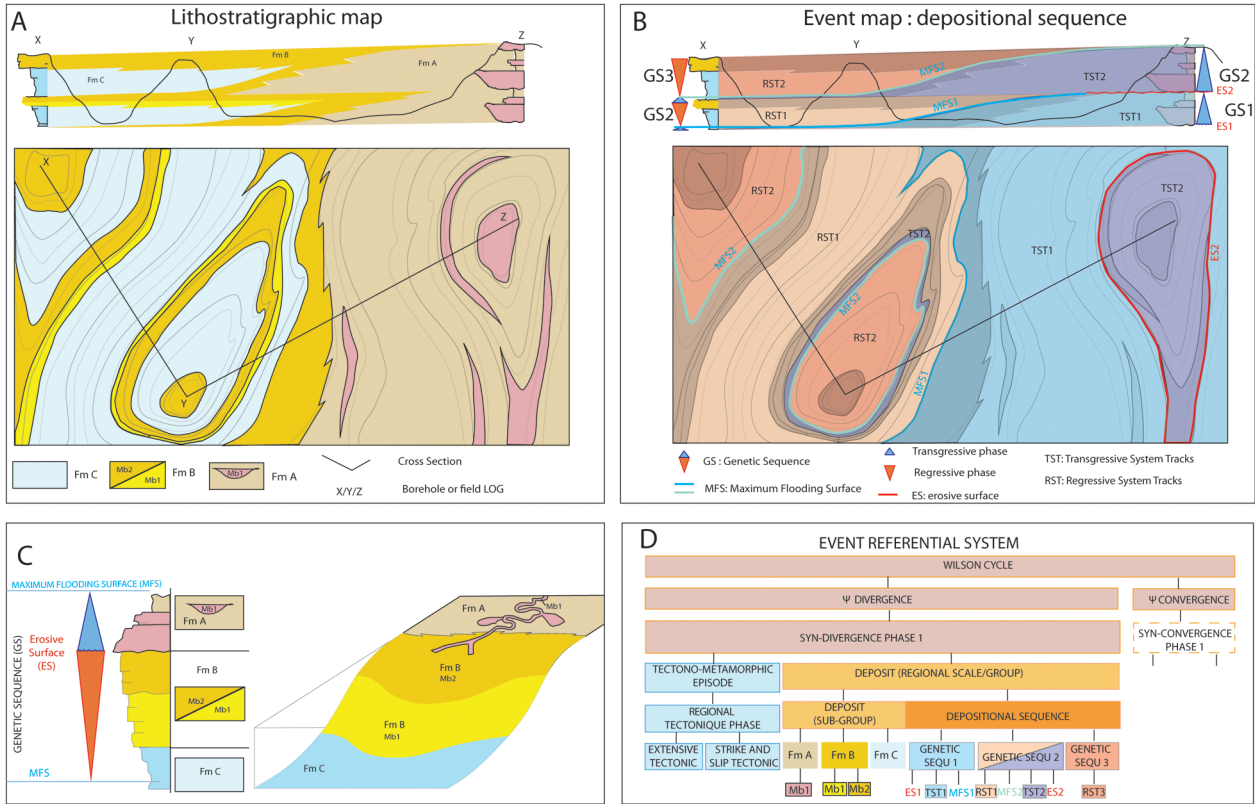 A
Lithostratigraphic map
X
Y
Z
Fm B
Fm A
Fm C
X
Z
Y
Fm C
Mb2
Mb1
Fm B
Mb1
Fm A
Cross Section
X/Y/Z
Borehole or field LOG
B
Event map : depositional sequence
X
Y
Z
GS3
GS2
RST2
MFS2
TST2
GS2
ES2
RST1
MFS1
TST1
GS1
ES1
RST2
MFS2
RST1
TST2
MFS2
RST2
MFS1
TST1
TST2
ES2
GS : Genetic Sequence
MFS: Maximum Flooding Surface
Transgressive phase
Regressive phase
ES: erosive surface
TST: Transgressive System Tracks
RST: Regressive System Tracks
C
MAXIMUM FLOODING SURFACE (MFS)
GENETIC SEQUENCE (GS)
Erosive
Surface
(ES)
MFS
Mb1
Fm A
Fm B
Mb2
Mb1
Fm C
Fm A
Mb1
Fm B
Mb2
Fm B
Mb1
Fm C
D
EVENT REFERENTIAL SYSTEM
WILSON CYCLE
Ψ DIVERGENCE
Ψ CONVERGENCE
SYN-DIVERGENCE PHASE 1
SYN-CONVERGENCE
PHASE 1
TECTONO-METAMORPHIC
EPISODE
DEPOSIT (REGIONAL SCALE/GROUP)
REGIONAL
TECTONIQUE PHASE
DEPOSIT
(SUB-GROUP)
DEPOSITIONAL SEQUENCE
EXTENSIVE
TECTONIC
STRIKE AND
SLIP TECTONIC
Fm A
Fm B
Fm C
GENETIC
SEQU 1
GENETIC SEQU 2
GENETIC
SEQU 3
Mb1
Mb1
Mb2
ES1
TST1
MFS1
RST1
MFS2
TST2
ES2
RST3